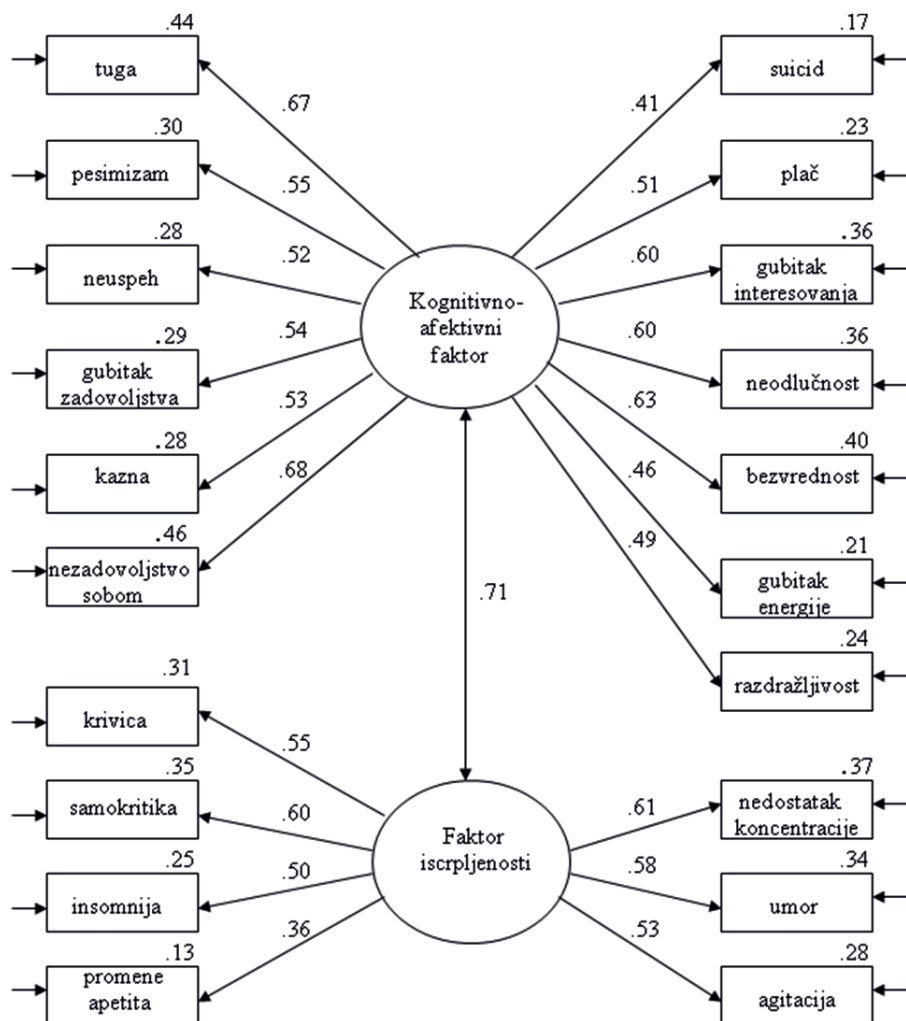 .44
tuga
.67
.30
pesimizam
.55
.28
neuspeh
.52
.29
gubitak
zadovoljstva
.54
.28
kazna
.53
.46
nezadovoljstvo
sobom
.68
.17
suicid
.41
.23
plač
.51
.36
gubitak
interesovanja
.60
.36
neodlučnost
.60
.40
bezvrednost
.63
.21
gubitak
energije
.46
.24
razdražljivost
.49
Kognitivno-
afektivni
faktor
.71
.31
krivica
.55
.35
samokritika
.60
.25
insomnija
.50
.13
promene
apetita
.36
Faktor
iscrpljenosti
.37
nedostatak
koncentracije
.61
.34
umor
.58
.28
agitacija
.53